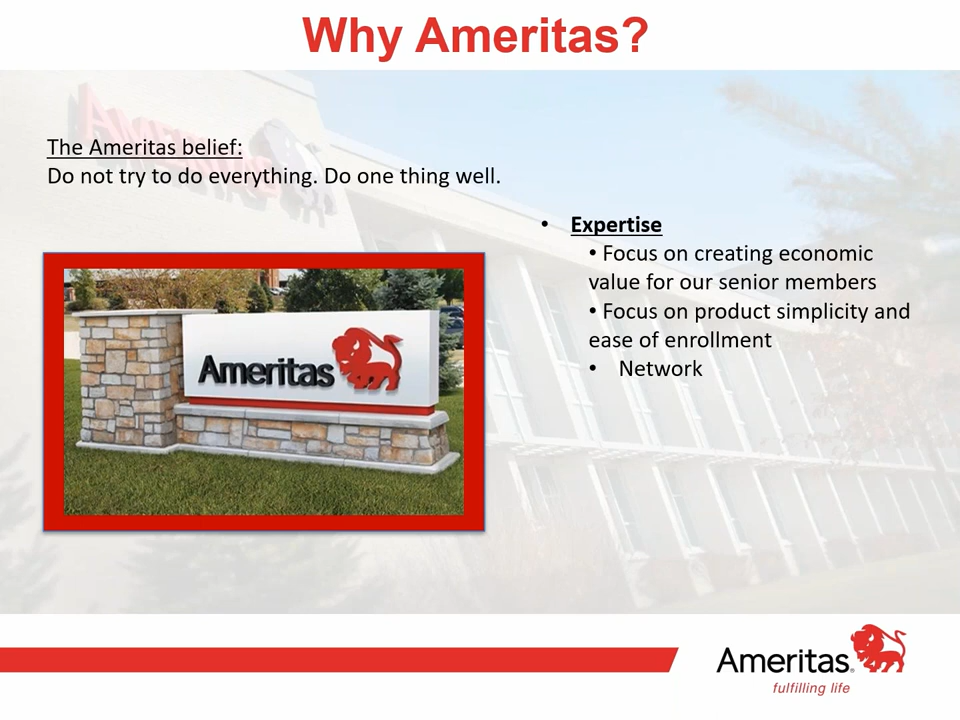 Why Ameritas?
AMERITAS
The Ameritas belief:
Do not try to do everything. Do one thing well.
• Expertise
• Focus on creating economic
value for our senior members
• Focus on product simplicity and
ease of enrollment
• Network
Ameritas
Ameritas®
fulfilling life